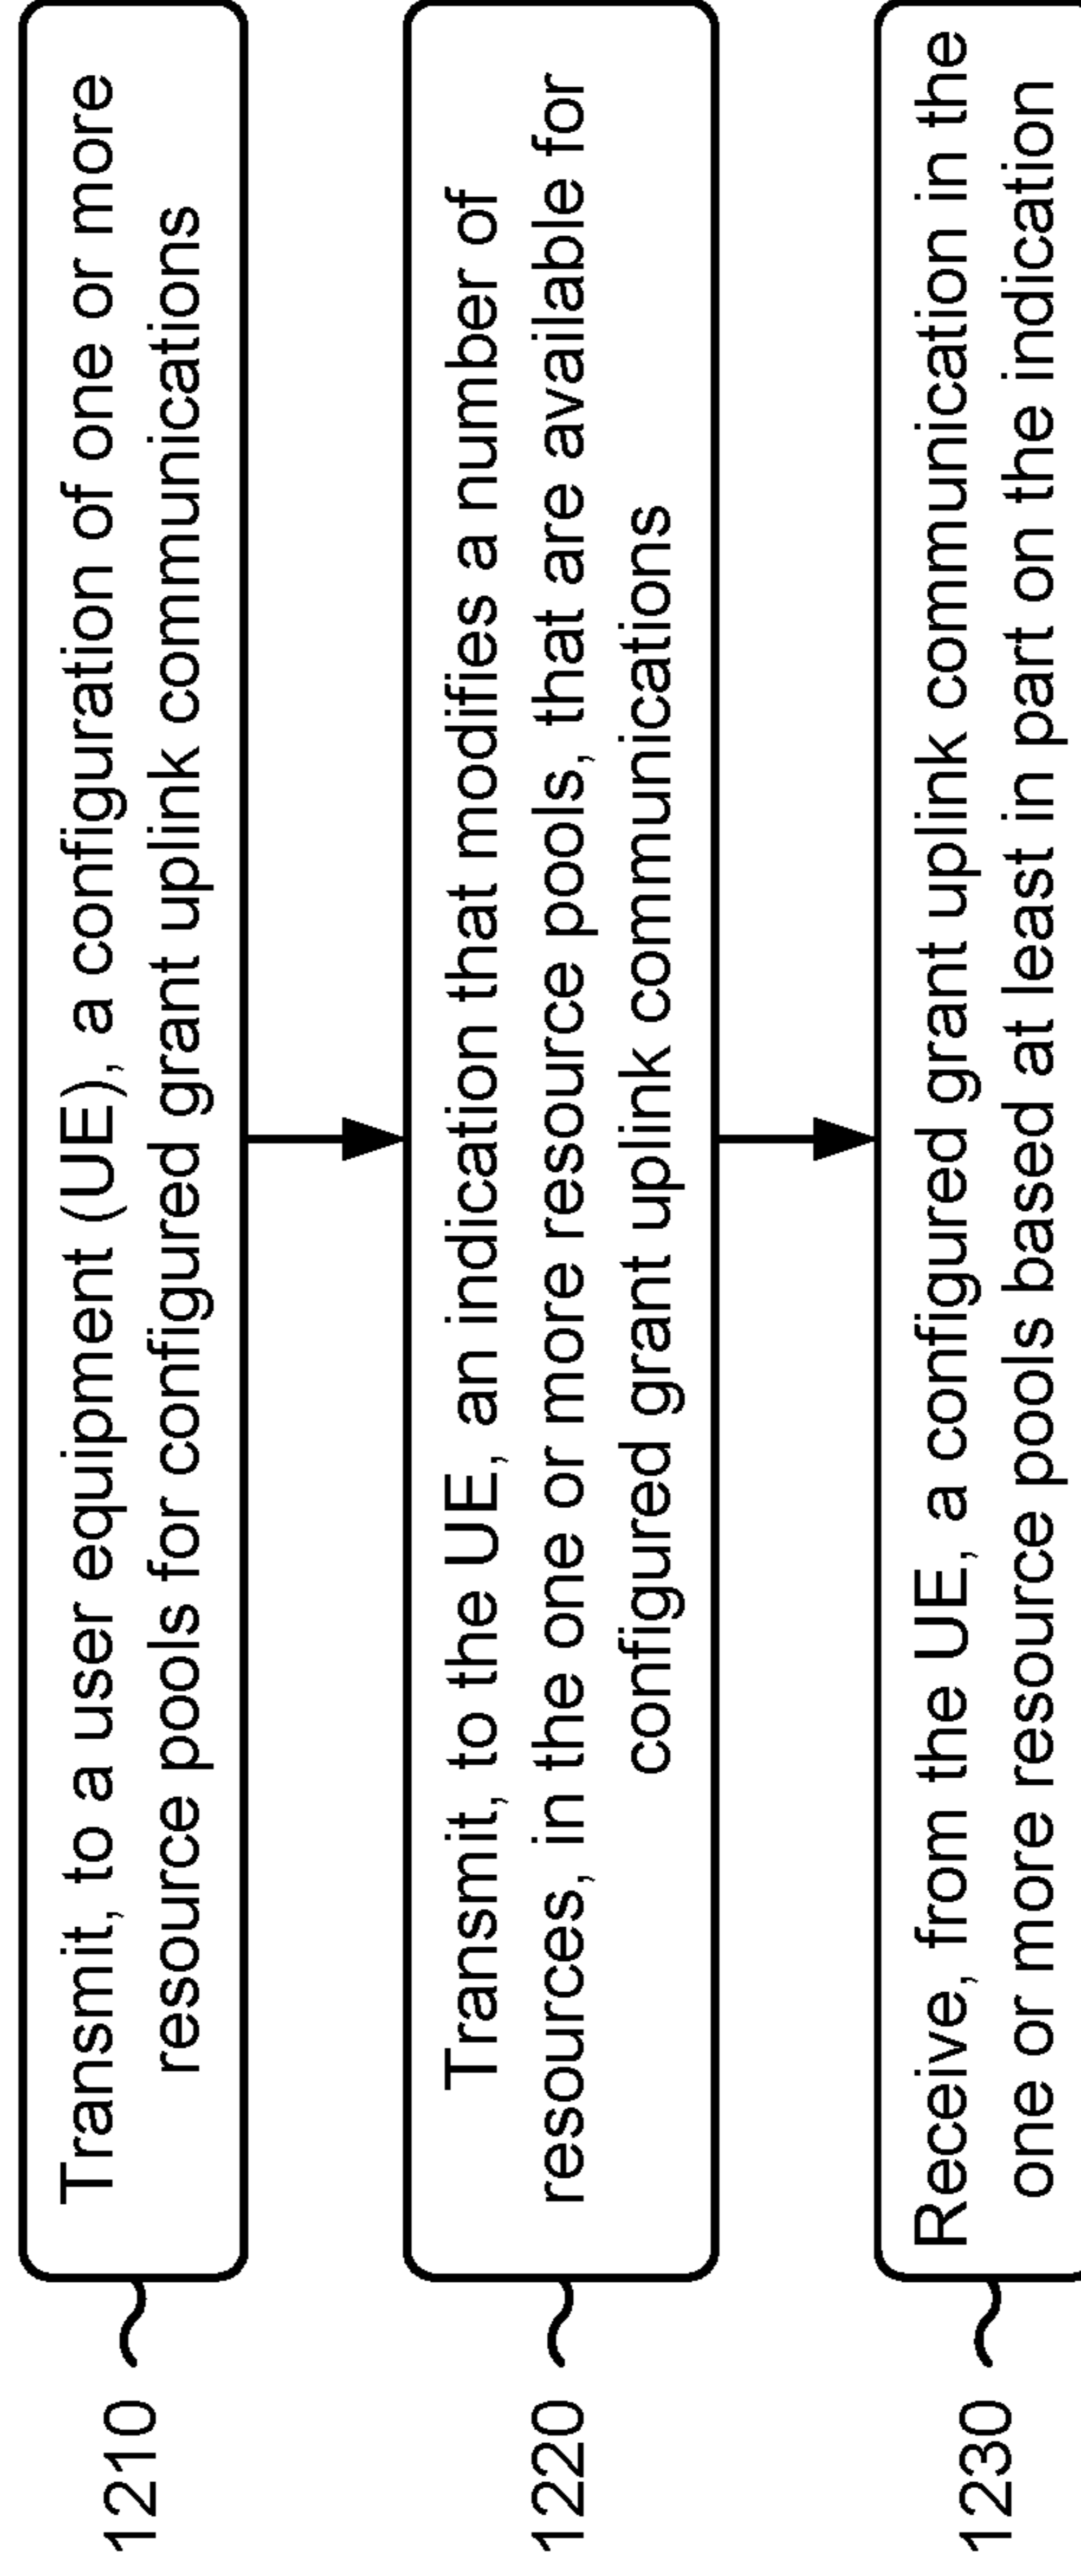 1210
Transmit, to a user equipment (UE), a configuration of one or more
resource pools for configured grant uplink communications
1220
Transmit, to the UE, an indication that modifies a number of
resources, in the one or more resource pools, that are available for
configured grant uplink communications
1230
Receive, from the UE, a configured grant uplink communication in the
one or more resource pools based at least in part on the indication